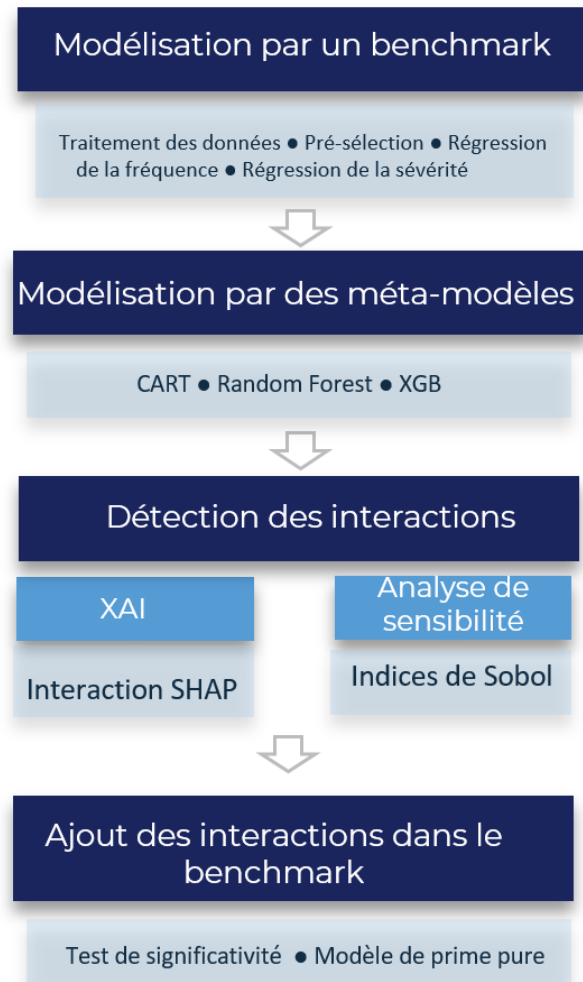 Modélisation par un benchmark
Traitement des données ● Pré-sélection ● Régression
de la fréquence ● Régression de la sévérité
Modélisation par des méta-modèles
CART ● Random Forest ● XGB
Détection des interactions
XAI
Interaction SHAP
Analyse de
sensibilité
Indices de Sobol
Ajout des interactions dans le
benchmark
Test de significativité ● Modèle de prime pure